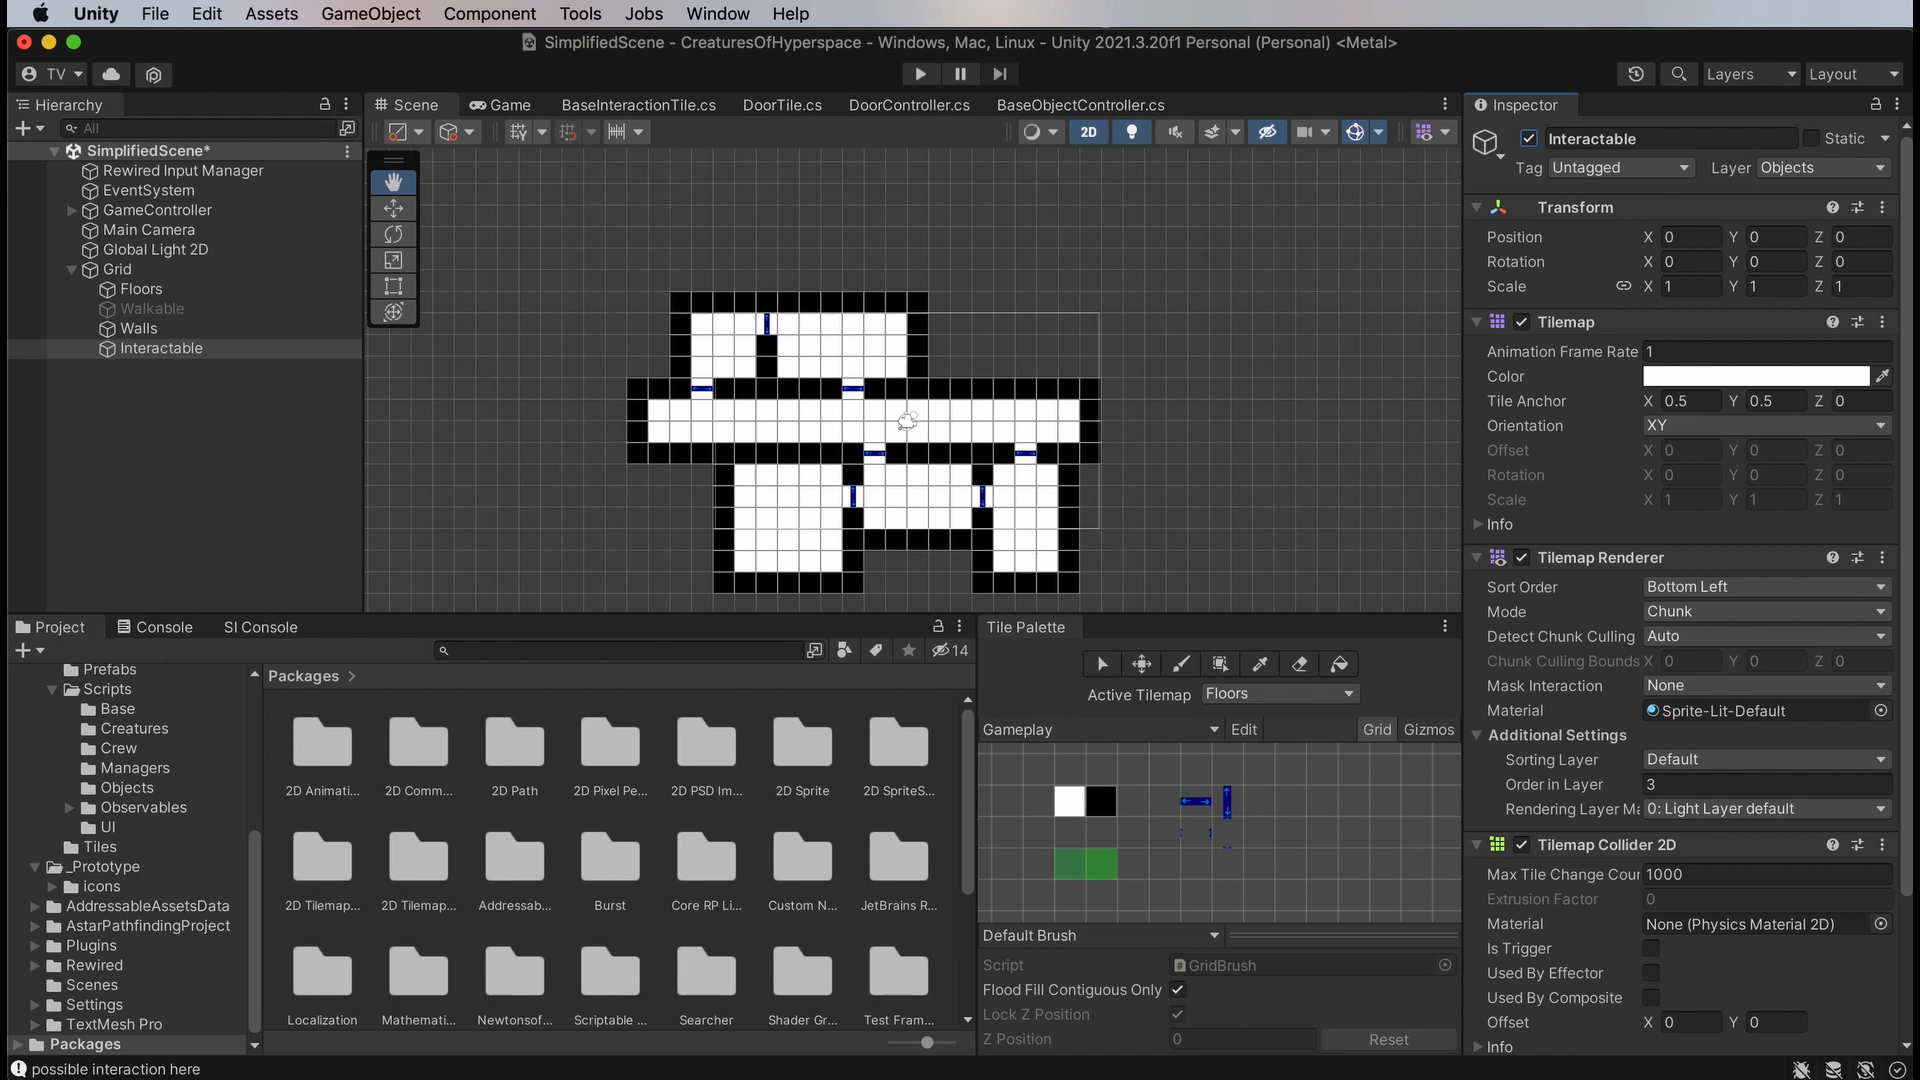 Unity File Edit Assets GameObject Component Tools Jobs Window Help
SimplifiedScene - CreaturesOfHyperspace - Windows, Mac, Linux - Unity 2021.3.20f1 Personal (Personal) <Metal>
TV
Layers Layout
Hierarchy
All
SimplifiedScene*
Rewired Input Manager
EventSystem
GameController
Main Camera
Global Light 2D
Grid
Floors
Walkable
Walls
Interactable
Scene Game BaseInteractionTile.cs DoorTile.cs DoorController.cs BaseObjectController.cs
2D
Inspector
Interactable Static
Tag Untagged Layer Objects
Transform
Position X 0 Y 0 Z 0
Rotation X 0 Y 0 Z 0
Scale X 1 Y 1 Z 1
Tilemap
Animation Frame Rate 1
Color
Tile Anchor X 0.5 Y 0.5 Z 0
Orientation XY
Offset X 0 Y 0 Z 0
Rotation X 0 Y 0 Z 0
Scale X 1 Y 1 Z 1
Info
Tilemap Renderer
Sort Order Bottom Left
Mode Chunk
Detect Chunk Culling Auto
Chunk Culling Bounds X 0 Y 0 Z 0
Mask Interaction None
Material Sprite-Lit-Default
Additional Settings
Sorting Layer Default
Order in Layer 3
Rendering Layer Ma 0: Light Layer default
Tilemap Collider 2D
Max Tile Change Cour 1000
Extrusion Factor 0
Material None (Physics Material 2D)
Is Trigger
Used By Effector
Used By Composite
Offset X 0 Y 0
Info
Project Console SI Console
14
Prefabs
Scripts
Base
Creatures
Crew
Managers
Objects
Observables
UI
Tiles
_Prototype
icons
AddressableAssetsData
AstarPathfindingProject
Plugins
Rewired
Scenes
Settings
TextMesh Pro
Packages
Packages
2D Animati... 2D Comm... 2D Path 2D Pixel Pe... 2D PSD Im... 2D Sprite 2D SpriteS...
2D Tilemap... 2D Tilemap... Addressab... Burst Core RP Li... Custom N... JetBrains R...
Localization Mathemati... Newtonsof... Scriptable ... Searcher Shader Gr... Test Fram...
Tile Palette
Active Tilemap Floors
Gameplay Edit Grid Gizmos
Default Brush
Script GridBrush
Flood Fill Contiguous Only
Lock Z Position
Z Position 0 Reset
possible interaction here